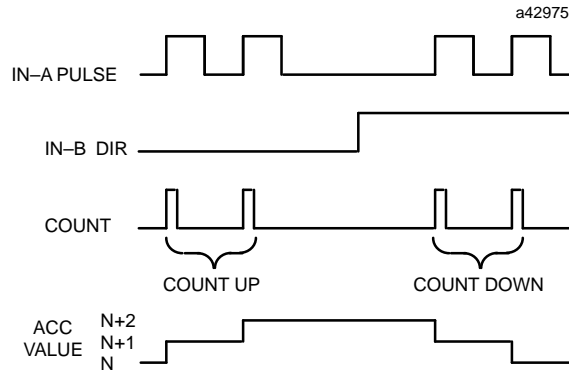 a42975
IN–A PULSE
IN–B DIR
COUNT
COUNT UP
COUNT DOWN
ACC
VALUE
N+2
N+1
N